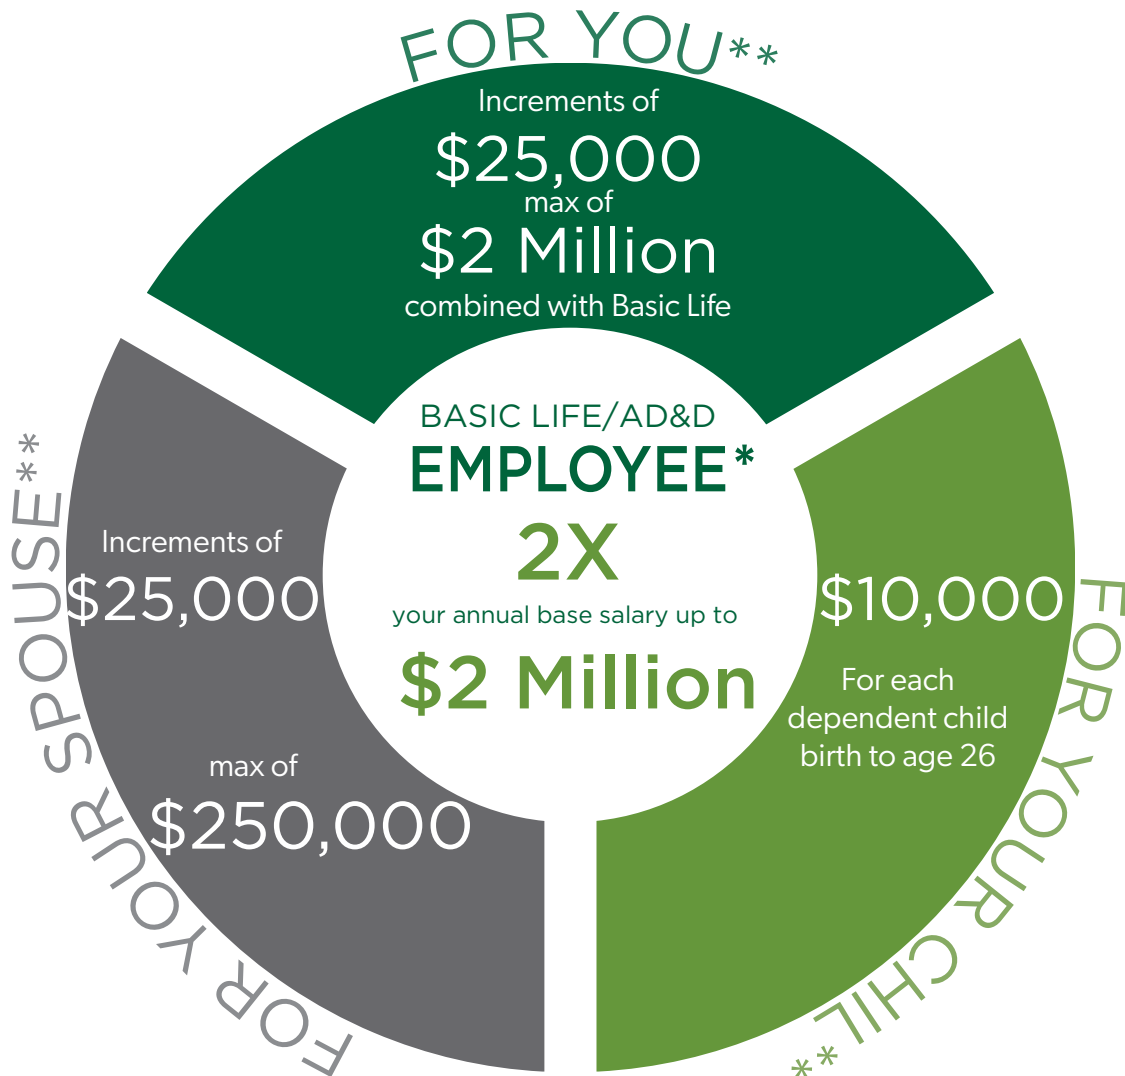 FOR YOU**
Increments of
$25,000
max of
$2 Million
combined with Basic Life
BASIC LIFE/AD&D
EMPLOYEE*
2X
your annual base salary up to
$2 Million
FOR YOUR SPOUSE**
Increments of
$25,000
max of
$250,000
FOR YOUR CHIL**
$10,000
For each
dependent child
birth to age 26